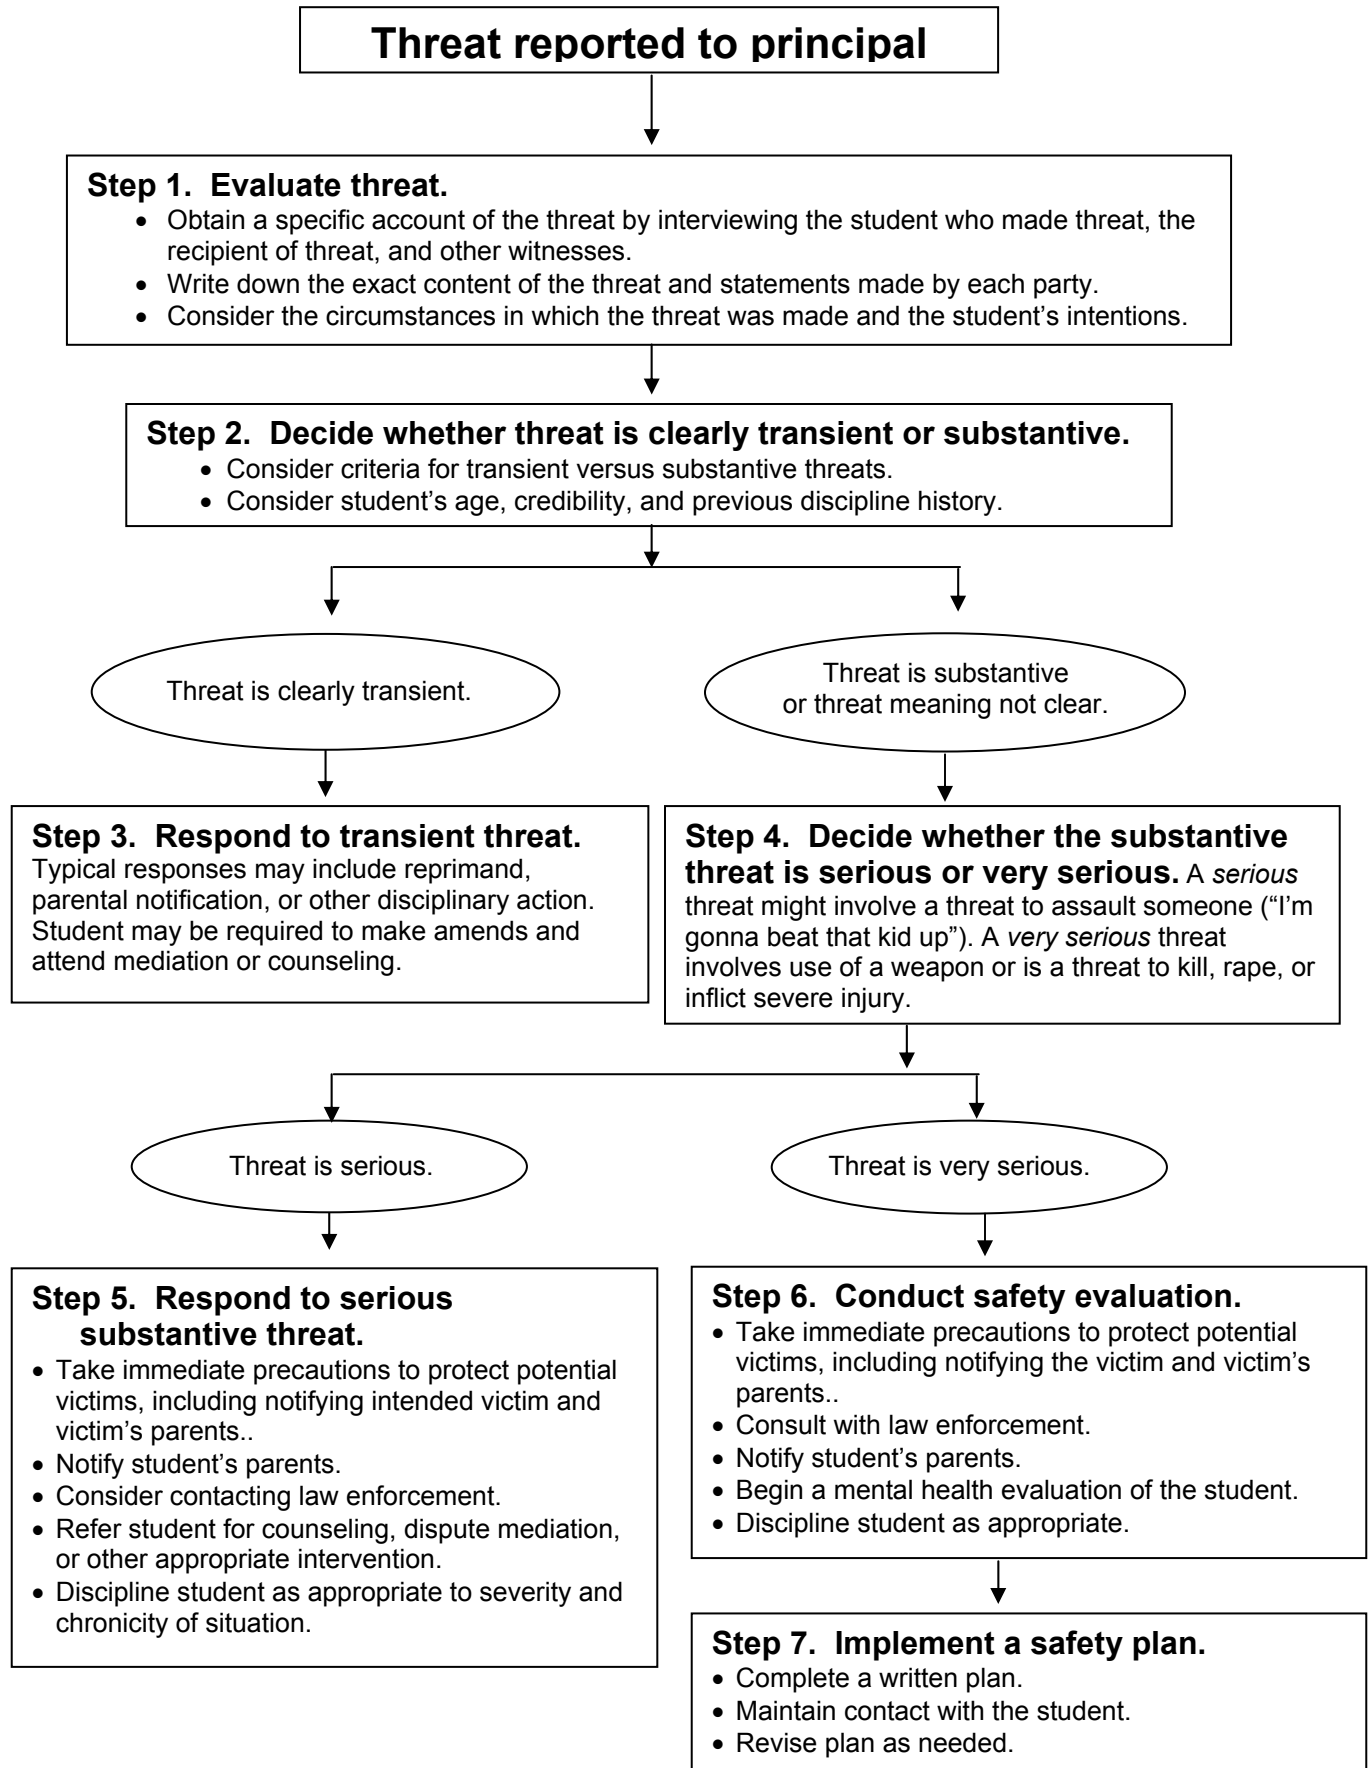 Threat reported to principal
Step 1. Evaluate threat.
• Obtain a specific account of the threat by interviewing the student who made threat, the
recipient of threat, and other witnesses.
• Write down the exact content of the threat and statements made by each party.
• Consider the circumstances in which the threat was made and the student’s intentions.
Step 2. Decide whether threat is clearly transient or substantive.
• Consider criteria for transient versus substantive threats.
• Consider student’s age, credibility, and previous discipline history.
Threat is clearly transient.
Threat is substantive
or threat meaning not clear.
Step 3. Respond to transient threat.
Typical responses may include reprimand,
parental notification, or other disciplinary action.
Student may be required to make amends and
attend mediation or counseling.
Step 4. Decide whether the substantive
threat is serious or very serious. A serious
threat might involve a threat to assault someone (“I’m
gonna beat that kid up”). A very serious threat
involves use of a weapon or is a threat to kill, rape, or
inflict severe injury.
Threat is serious.
Threat is very serious.
Step 5. Respond to serious
substantive threat.
• Take immediate precautions to protect potential
victims, including notifying intended victim and
victim’s parents..
• Notify student’s parents.
• Consider contacting law enforcement.
• Refer student for counseling, dispute mediation,
or other appropriate intervention.
• Discipline student as appropriate to severity and
chronicity of situation.
Step 6. Conduct safety evaluation.
• Take immediate precautions to protect potential
victims, including notifying the victim and victim’s
parents..
• Consult with law enforcement.
• Notify student’s parents.
• Begin a mental health evaluation of the student.
• Discipline student as appropriate.
Step 7. Implement a safety plan.
• Complete a written plan.
• Maintain contact with the student.
• Revise plan as needed.